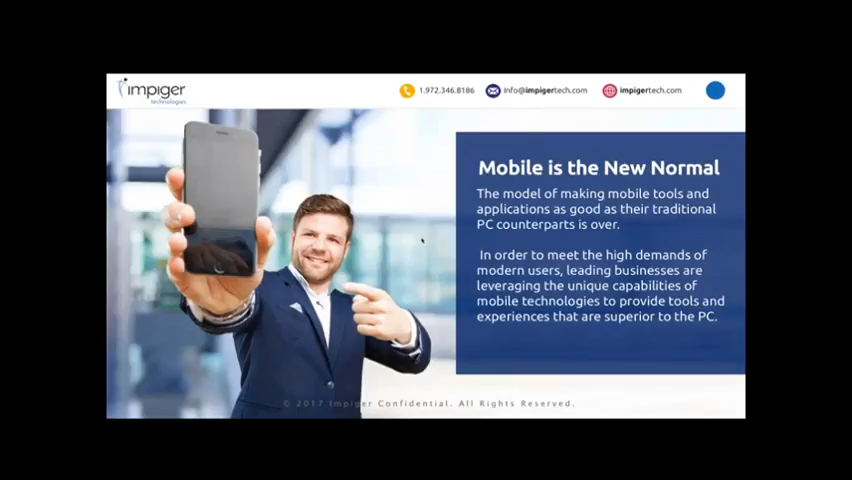 impiger
technologies
1.972.346.8186
Info@impigertech.com
impigertech.com
Mobile is the New Normal
The model of making mobile tools and
applications as good as their traditional
PC counterparts is over.
In order to meet the high demands of
modern users, leading businesses are
leveraging the unique capabilities of
mobile technologies to provide tools and
experiences that are superior to the PC.
© 2017 Impiger Confidential. All Rights Reserved.